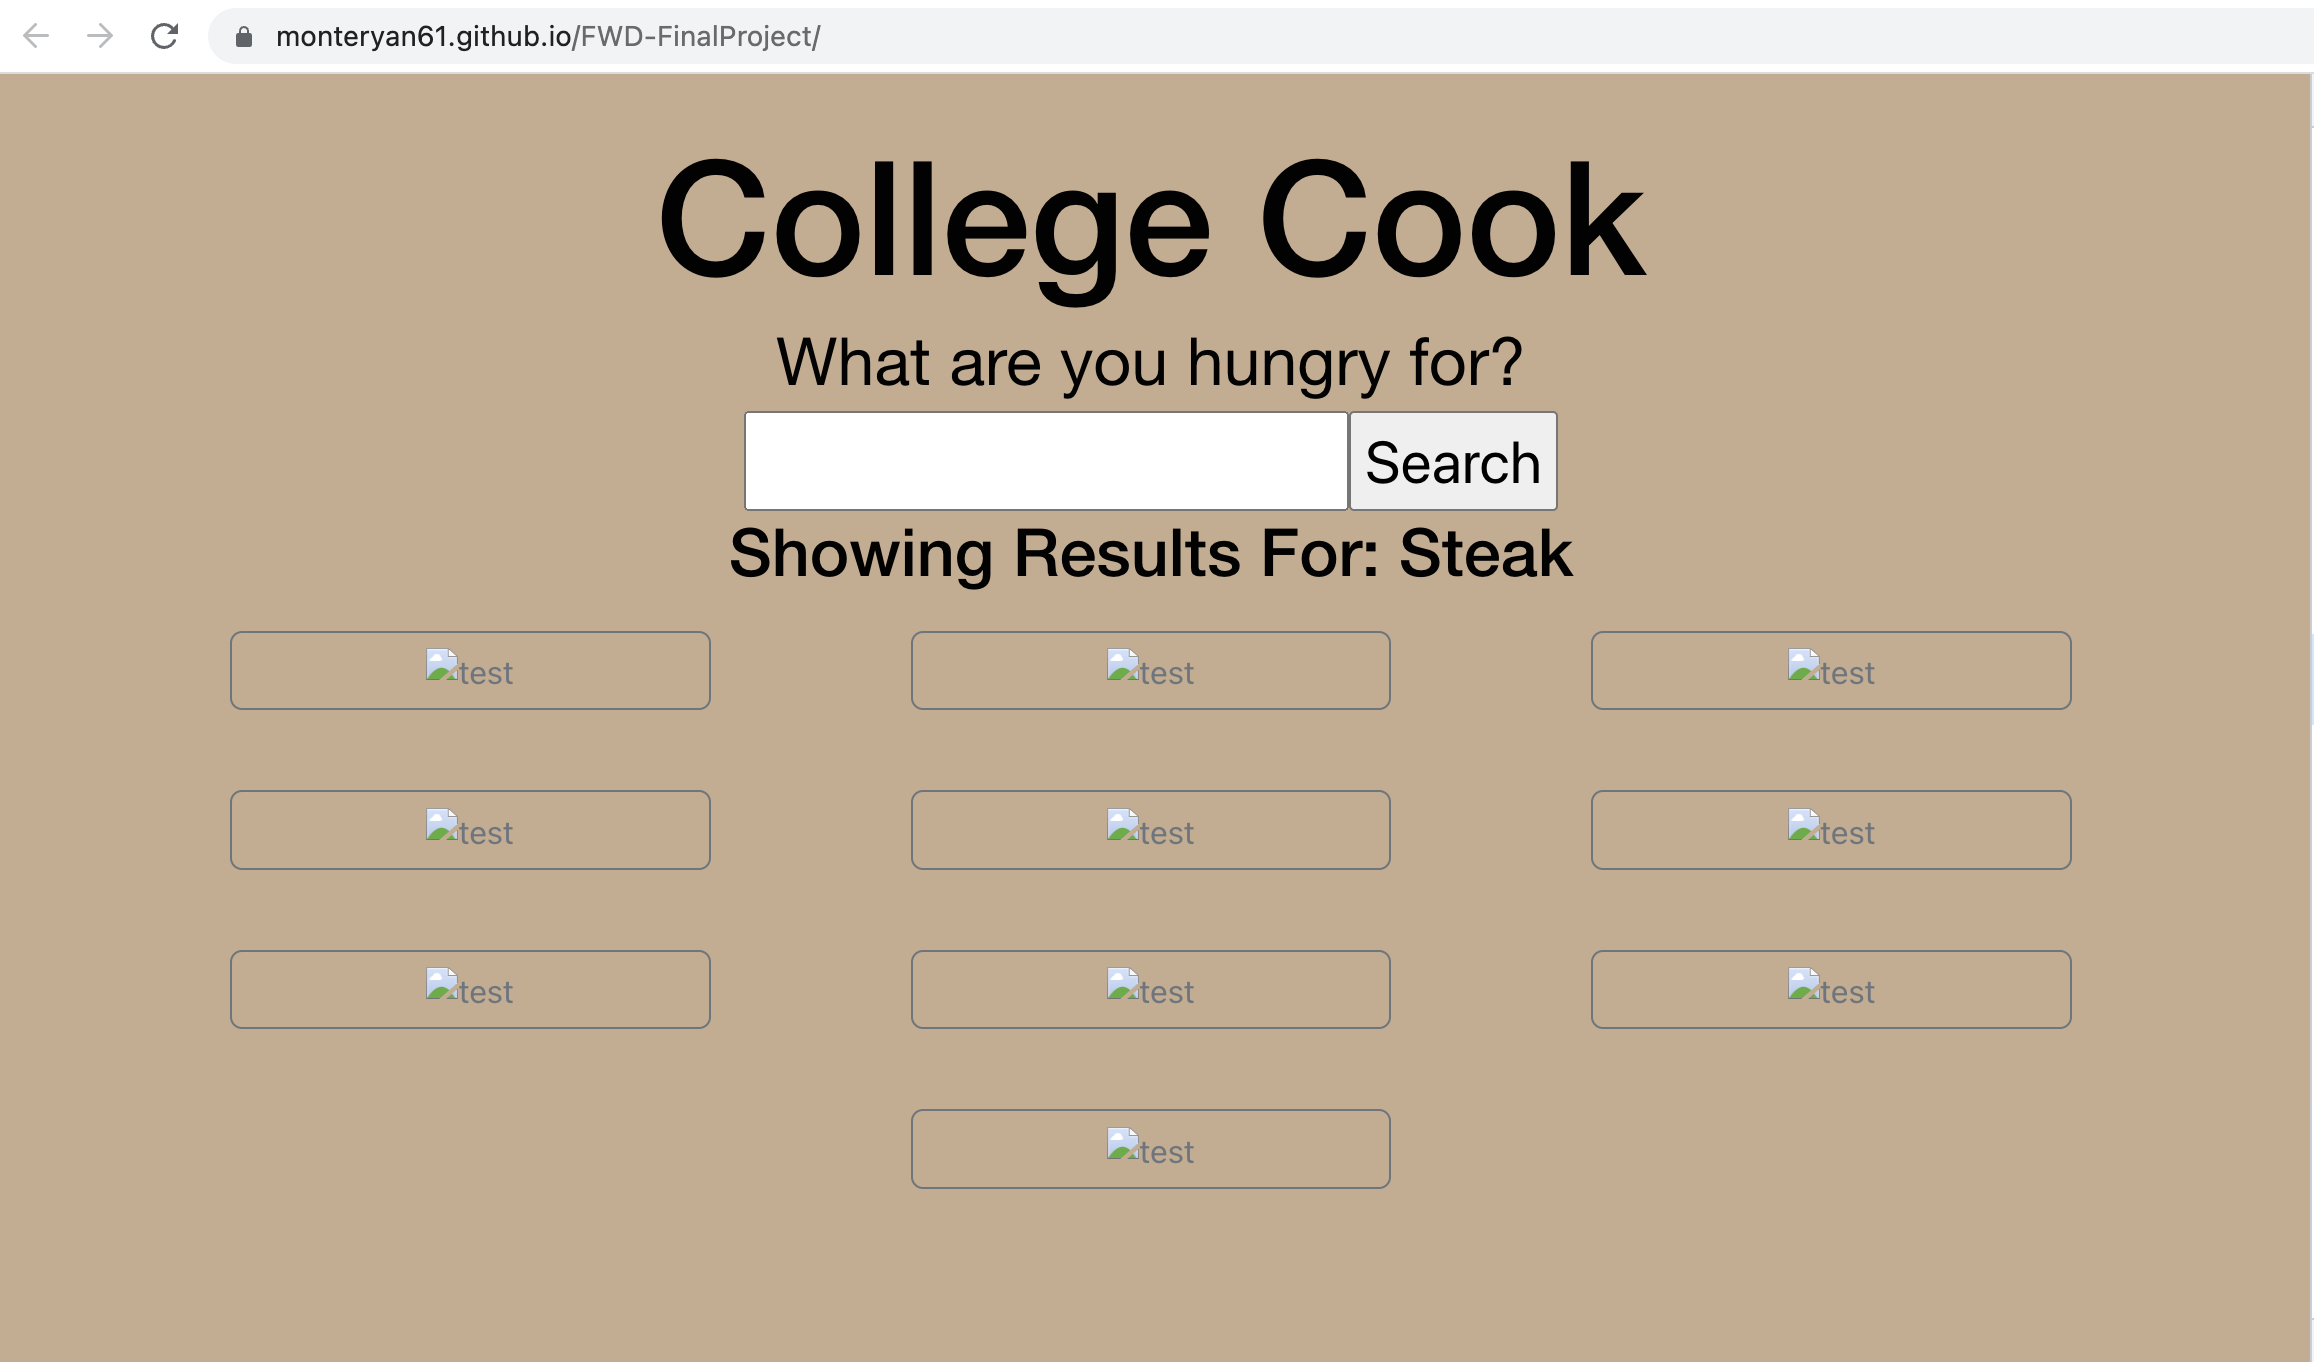 monteryan61.github.io/FWD-FinalProject/
College Cook
What are you hungry for?
Search
Showing Results For: Steak
test test test
test test test
test test test
test